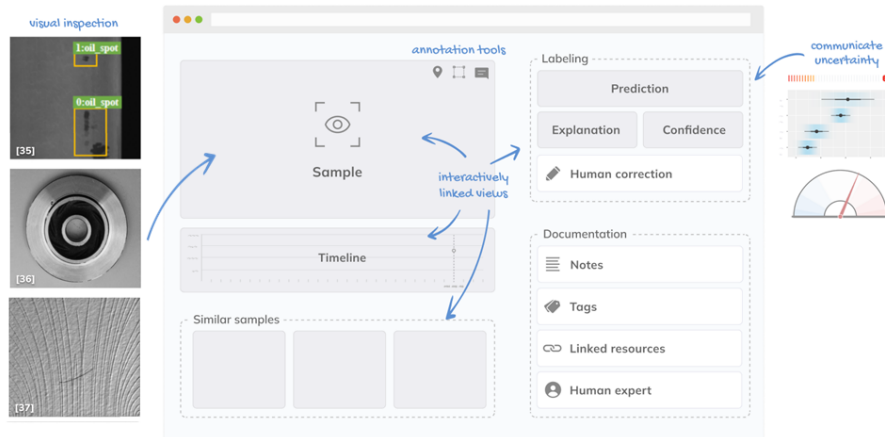 visual inspection
1:oil_spot
0:oil_spot
[35]
[36]
[37]
annotation tools
Sample
interactively
linked views
Timeline
Similar samples
Labeling
Prediction
Explanation
Confidence
Human correction
Documentation
Notes
Tags
Linked resources
Human expert
communicate
uncertainty